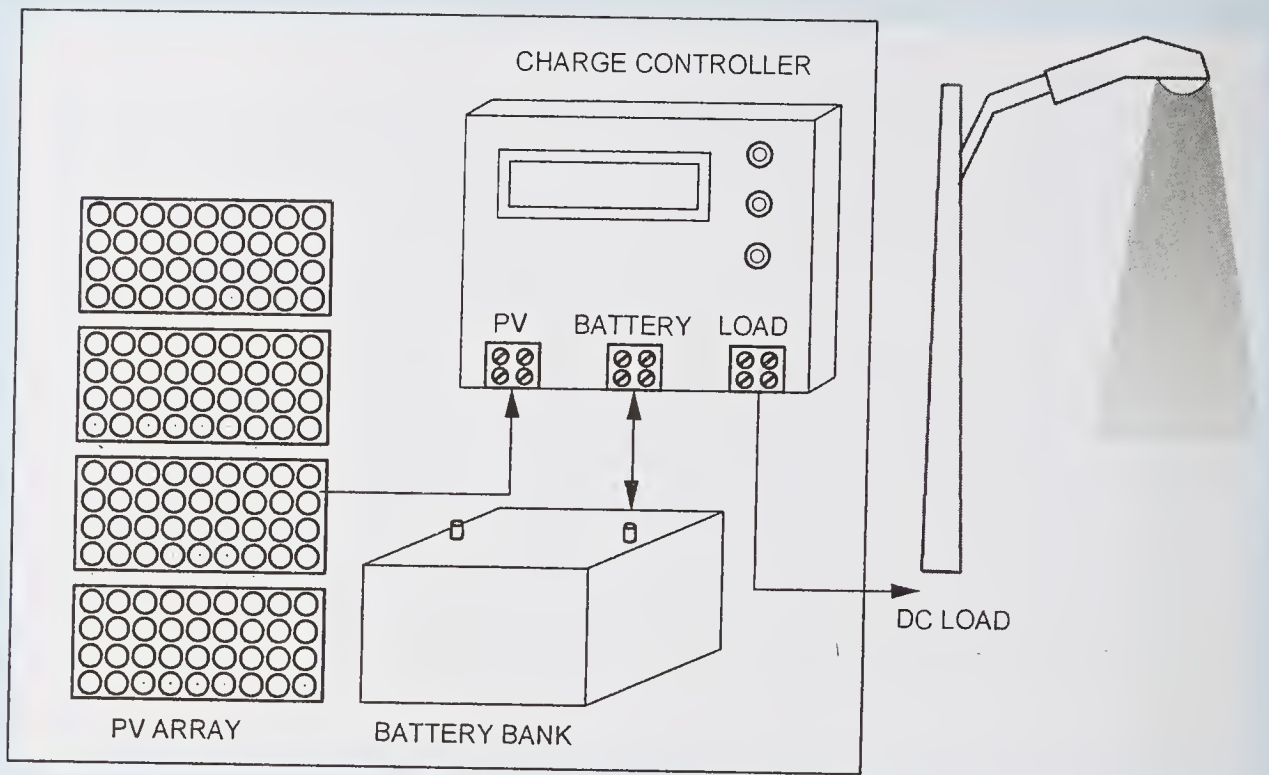 CHARGE CONTROLLER
PV BATTERY LOAD
DC LOAD
PV ARRAY
BATTERY BANK